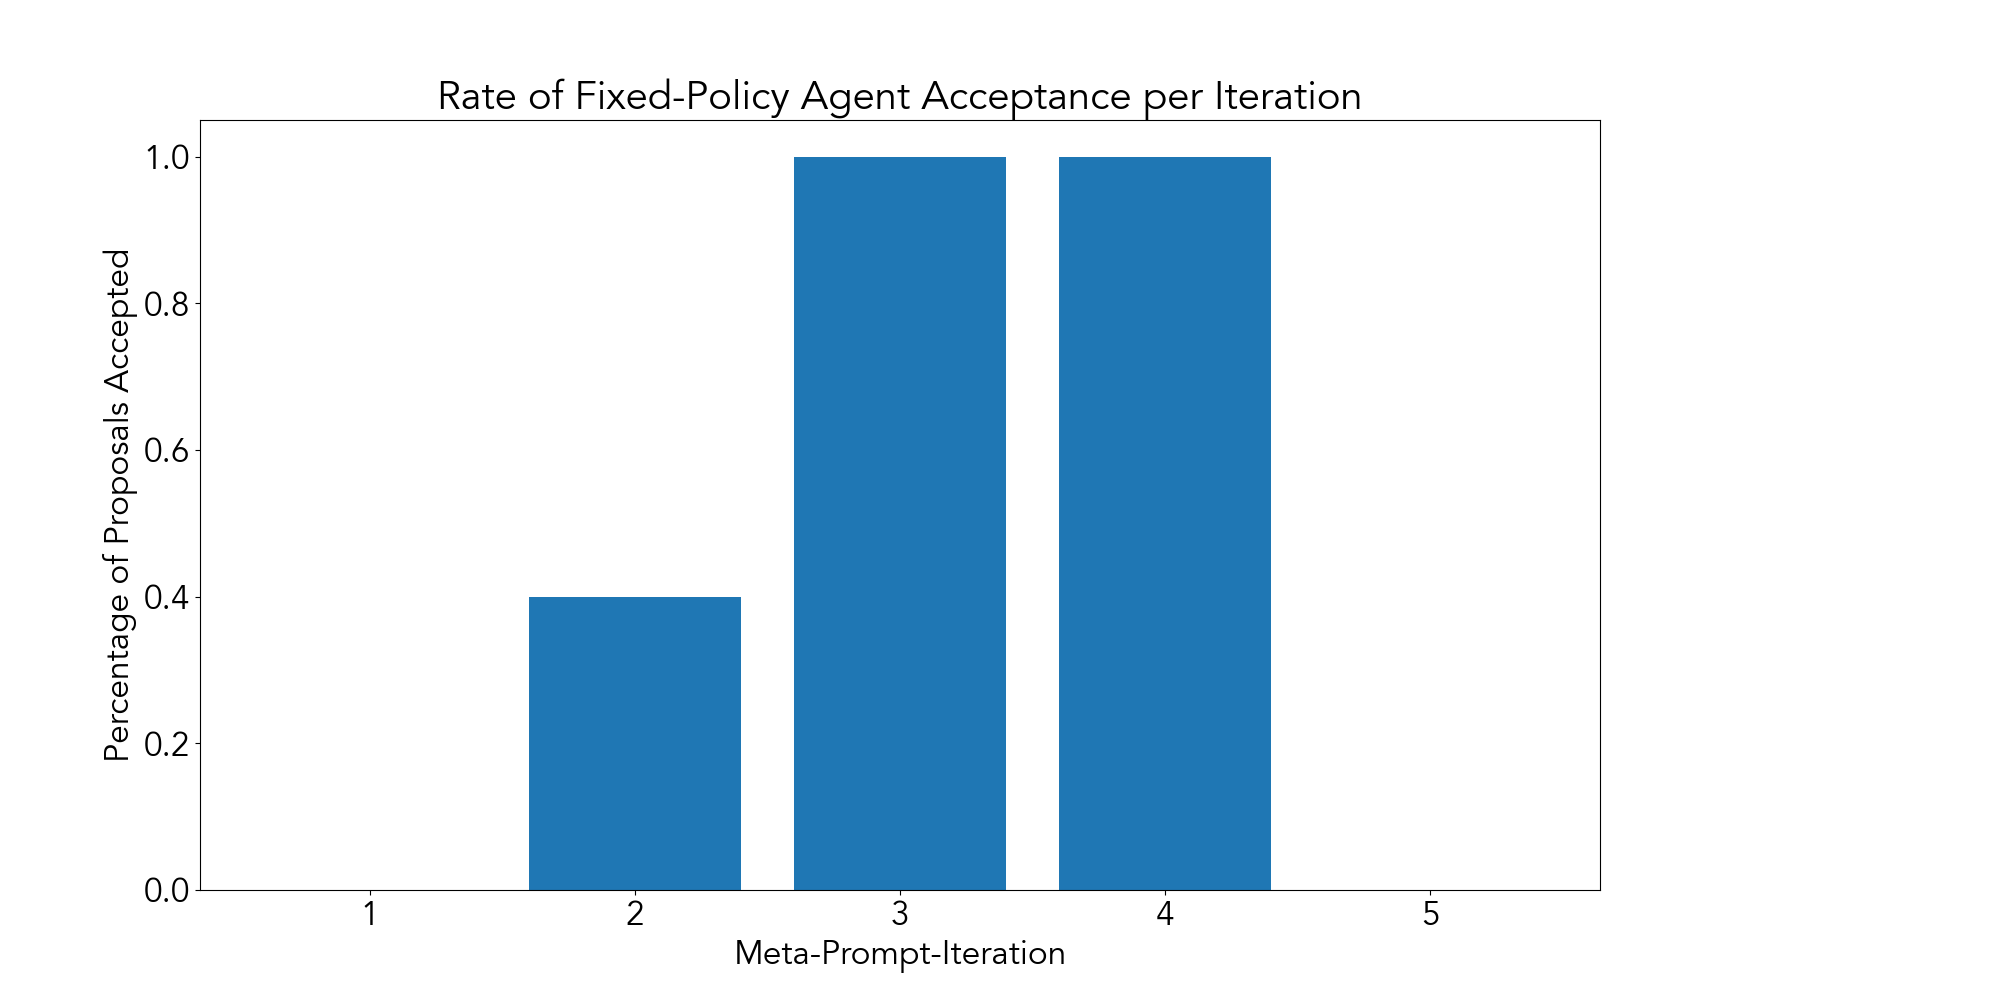 Rate of Fixed-Policy Agent Acceptance per Iteration
Percentage of Proposals Accepted
1.0
0.8
0.6
0.4
0.2
0.0
1 2 3 4 5
Meta-Prompt-Iteration